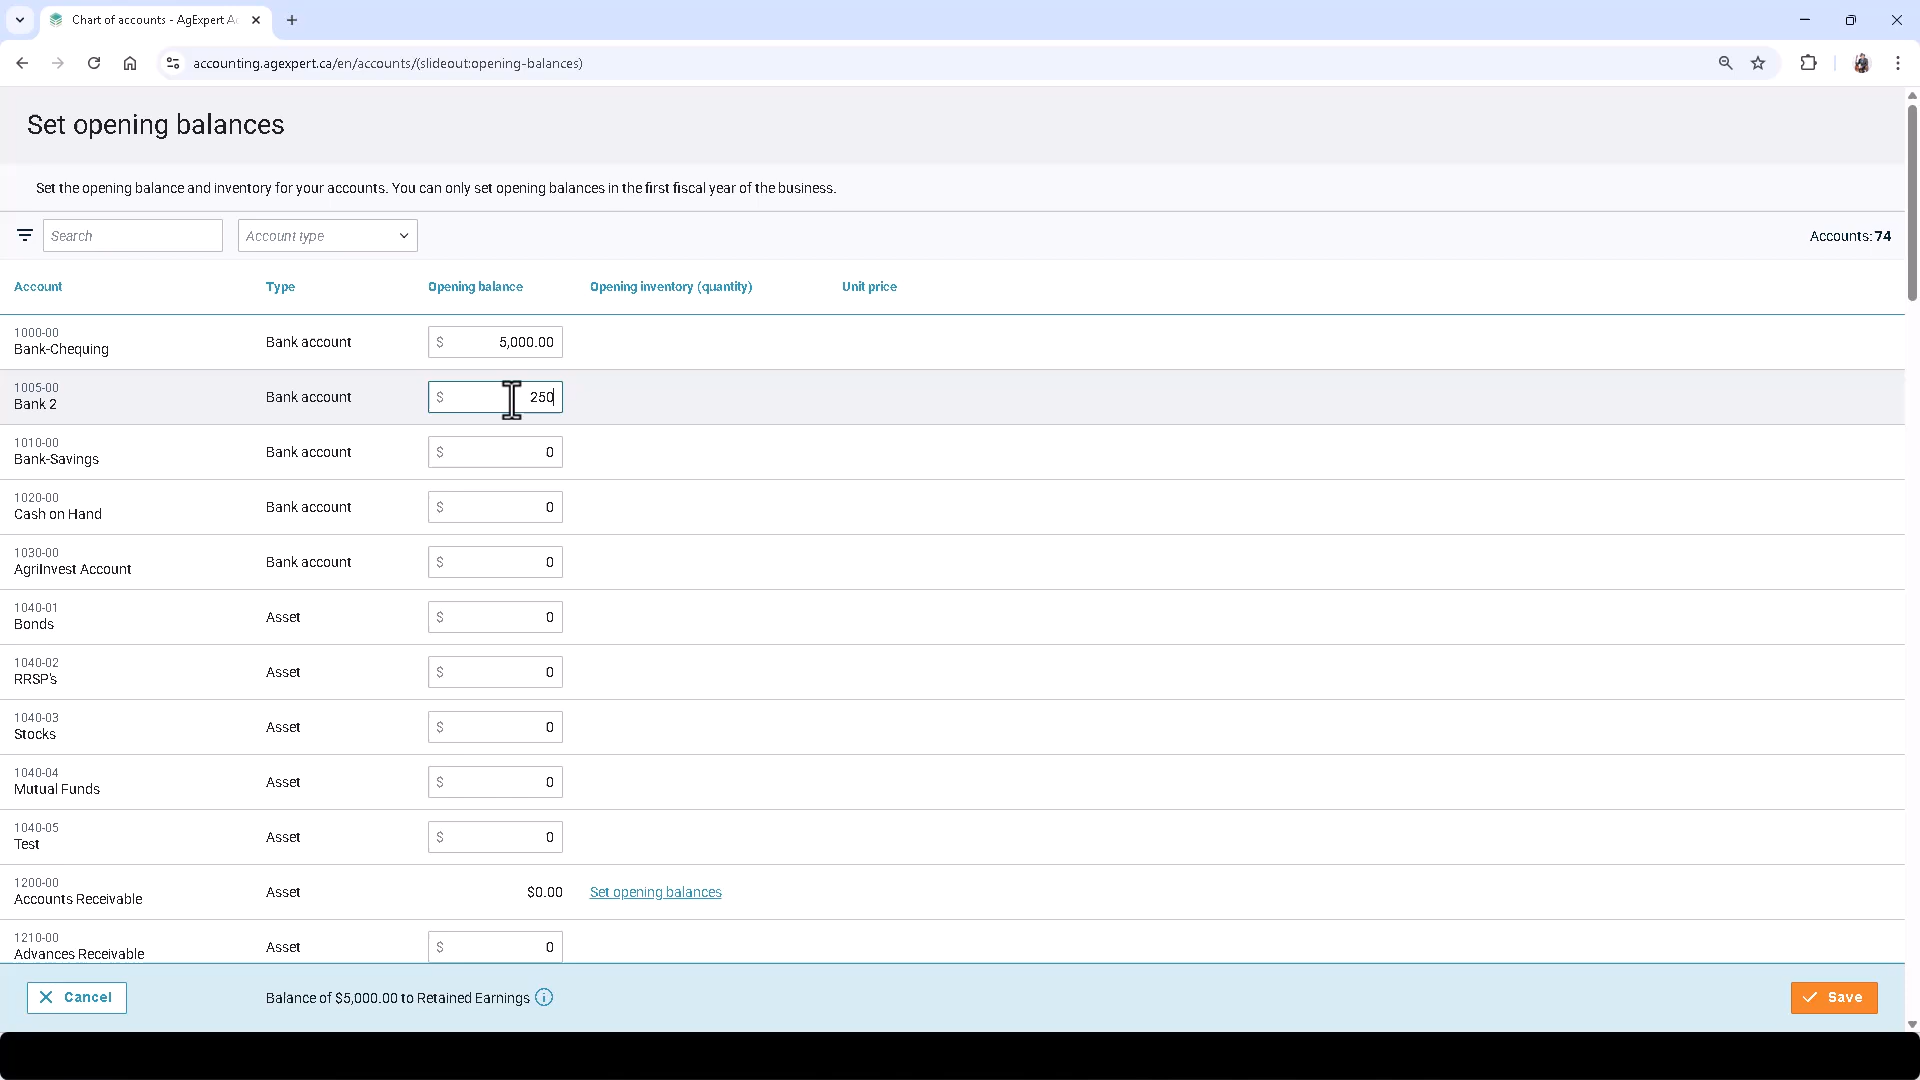 Chart of accounts - AgExpert Ac
accounting.agexpert.ca/en/accounts/(slideout:opening-balances)
Set opening balances
Set the opening balance and inventory for your accounts. You can only set opening balances in the first fiscal year of the business.
Search
Account type
Accounts: 74
Account Type Opening balance Opening inventory (quantity) Unit price
1000-00
Bank-Chequing
Bank account
$ 5,000.00
1005-00
Bank 2
Bank account
$ 250
1010-00
Bank-Savings
Bank account
$ 0
1020-00
Cash on Hand
Bank account
$ 0
1030-00
AgriInvest Account
Bank account
$ 0
1040-01
Bonds
Asset
$ 0
1040-02
RRSP's
Asset
$ 0
1040-03
Stocks
Asset
$ 0
1040-04
Mutual Funds
Asset
$ 0
1040-05
Test
Asset
$ 0
1200-00
Accounts Receivable
Asset
$0.00
Set opening balances
1210-00
Advances Receivable
Asset
$ 0
Cancel
Balance of $5,000.00 to Retained Earnings
Save